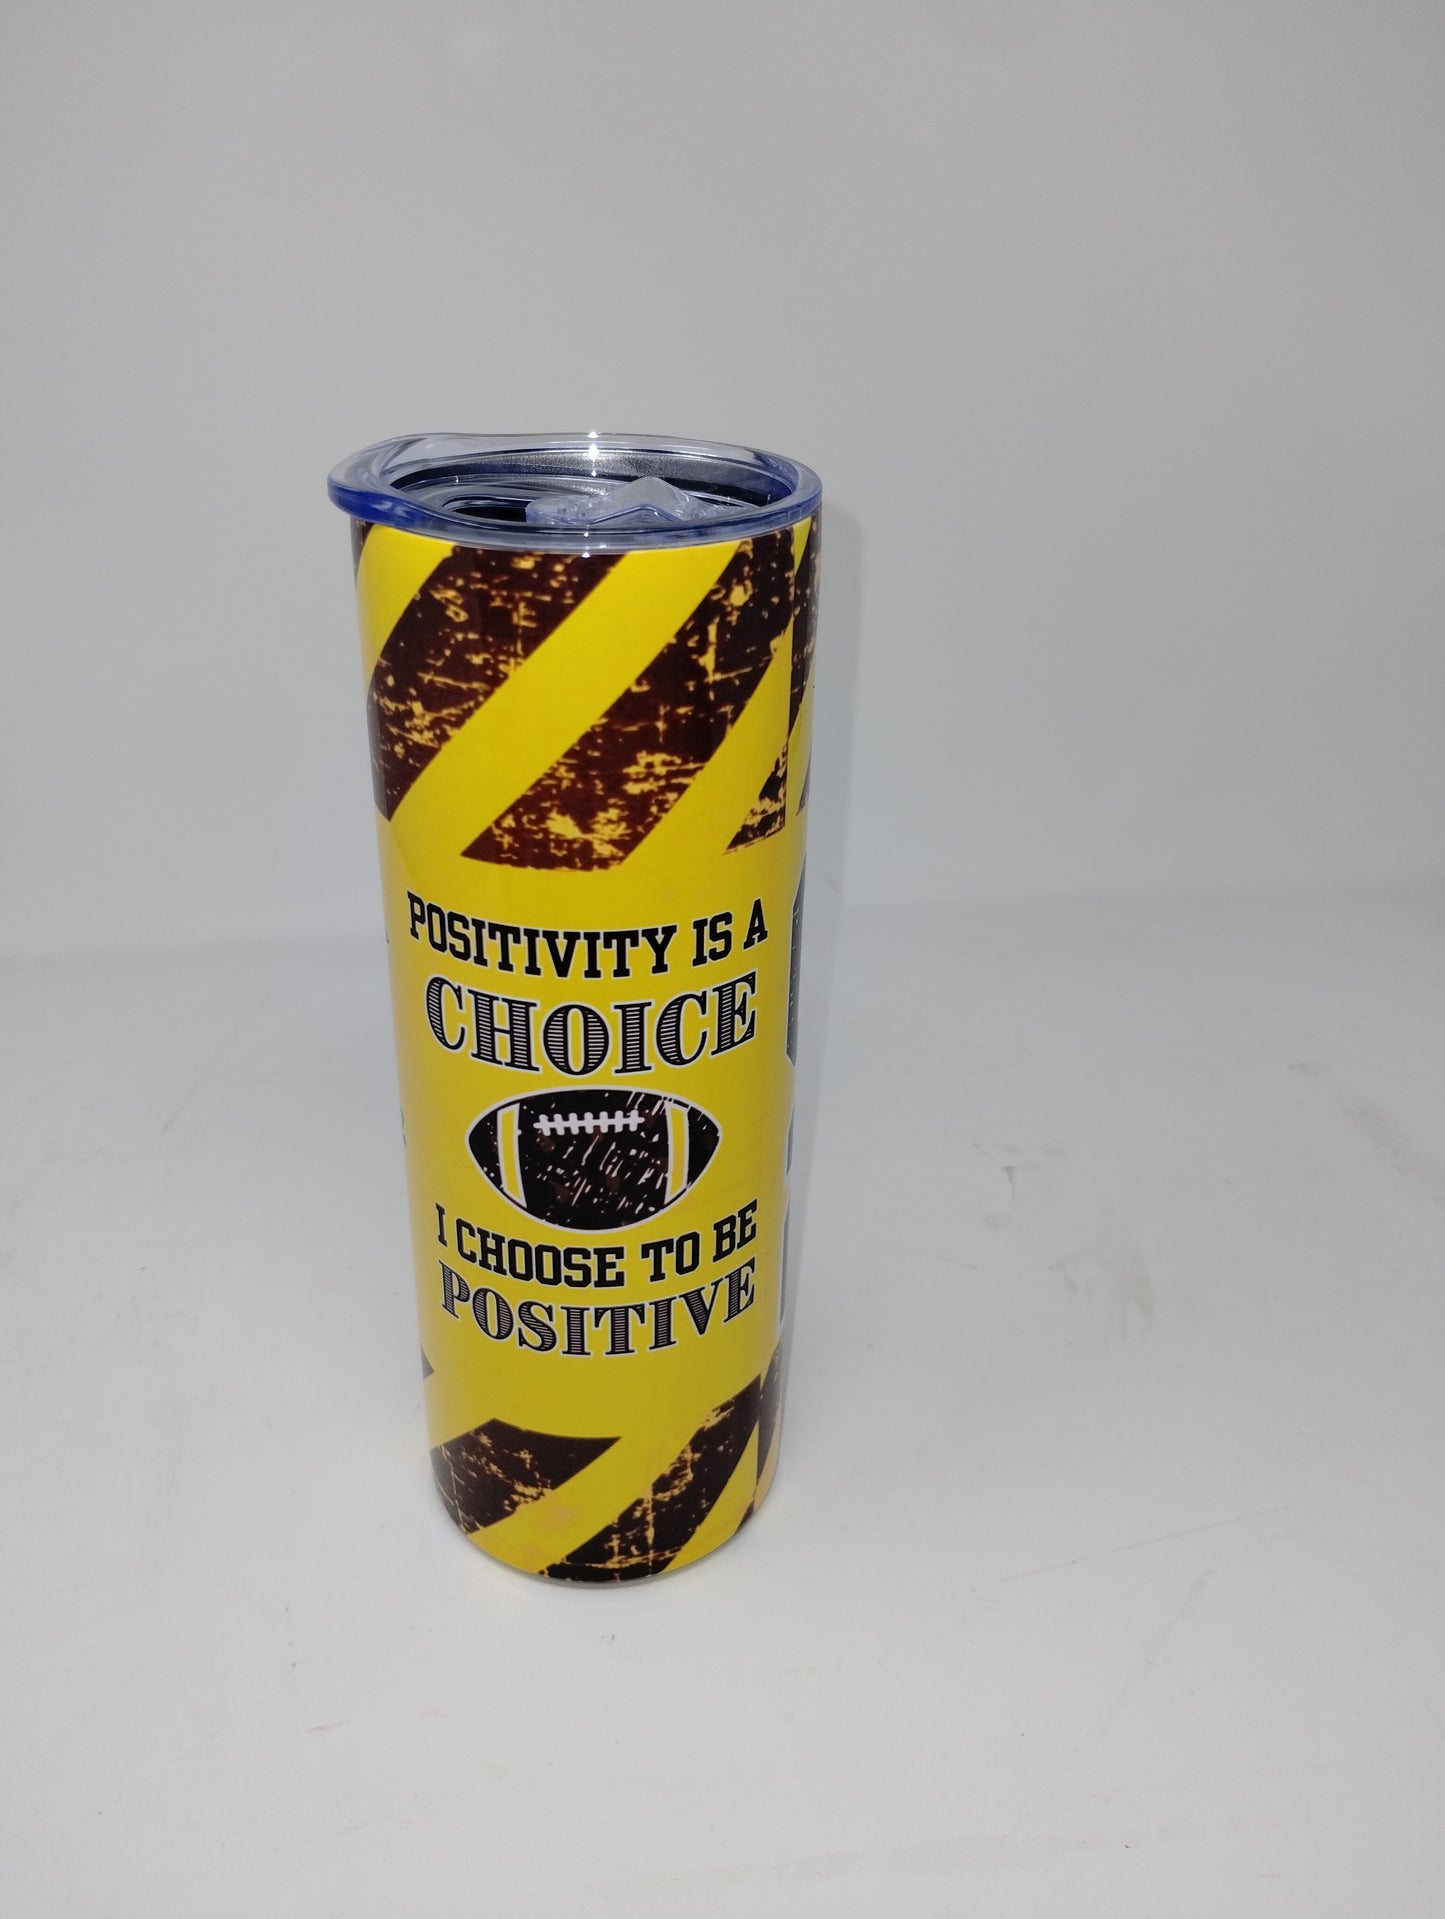 POSITIVITY IS A
CHOICE
I CHOOSE TO BE
POSITIVE